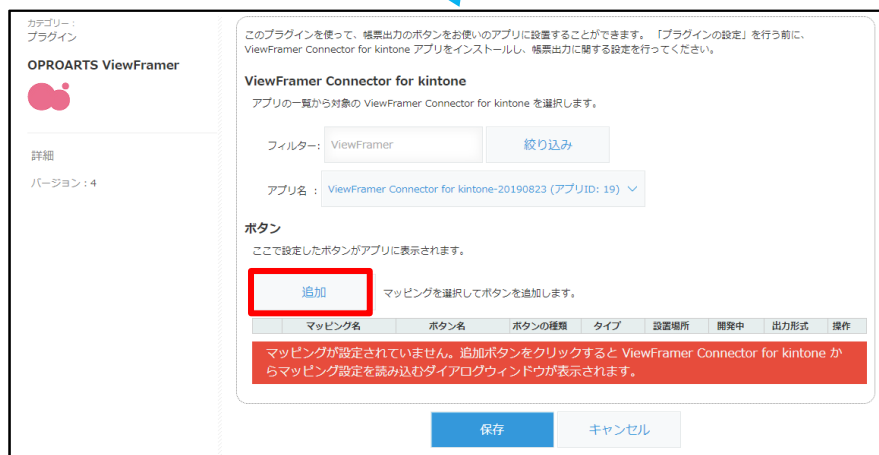 カテゴリー：
プラグイン
OPROARTS ViewFramer
詳細
バージョン : 4
このプラグインを使って、帳票出力のボタンをお使いのアプリに設置することができます。 「プラグインの設定」を行う前に、
ViewFramer Connector for kintone アプリをインストールし、帳票出力に関する設定を行ってください。
ViewFramer Connector for kintone
アプリの一覧から対象の ViewFramer Connector for kintone を選択します。
フィルター: ViewFramer 絞り込み
アプリ名 : ViewFramer Connector for kintone-20190823 (アプリID: 19)
ボタン
ここで設定したボタンがアプリに表示されます。
追加 マッピングを選択してボタンを追加します。
マッピング名 ボタン名 ボタンの種類 タイプ 設置場所 開発中 出力形式 操作
マッピングが設定されていません。追加ボタンをクリックすると ViewFramer Connector for kintone か
らマッピング設定を読み込むダイアログウィンドウが表示されます。
保存 キャンセル